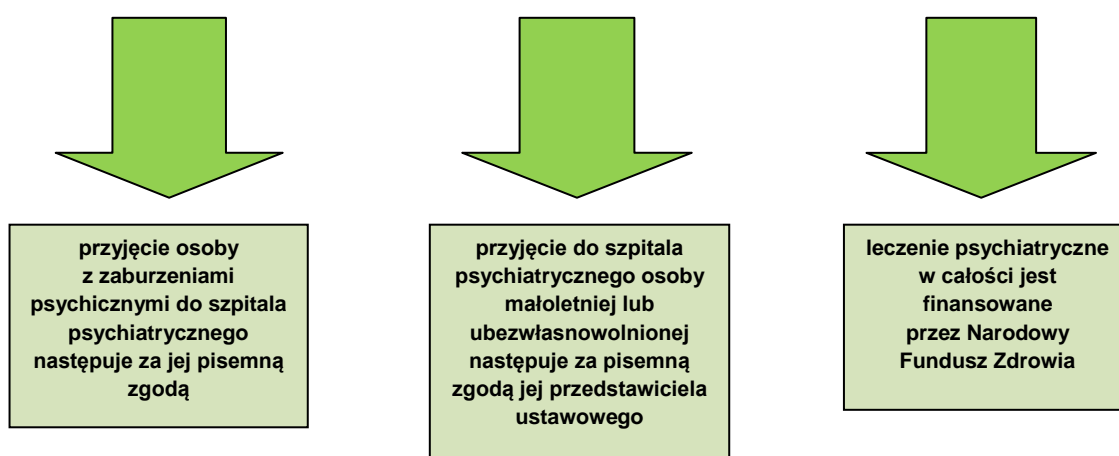 przyjęcie osoby
z zaburzeniami
psychicznymi do szpitala
psychiatrycznego
następuje za jej pisemną
zgodą
przyjęcie do szpitala
psychiatrycznego osoby
małoletniej lub
ubezwłasnowolnionej
następuje za pisemną
zgodą jej przedstawiciela
ustawowego
leczenie psychiatryczne
w całości jest
finansowane
przez Narodowy
Fundusz Zdrowia